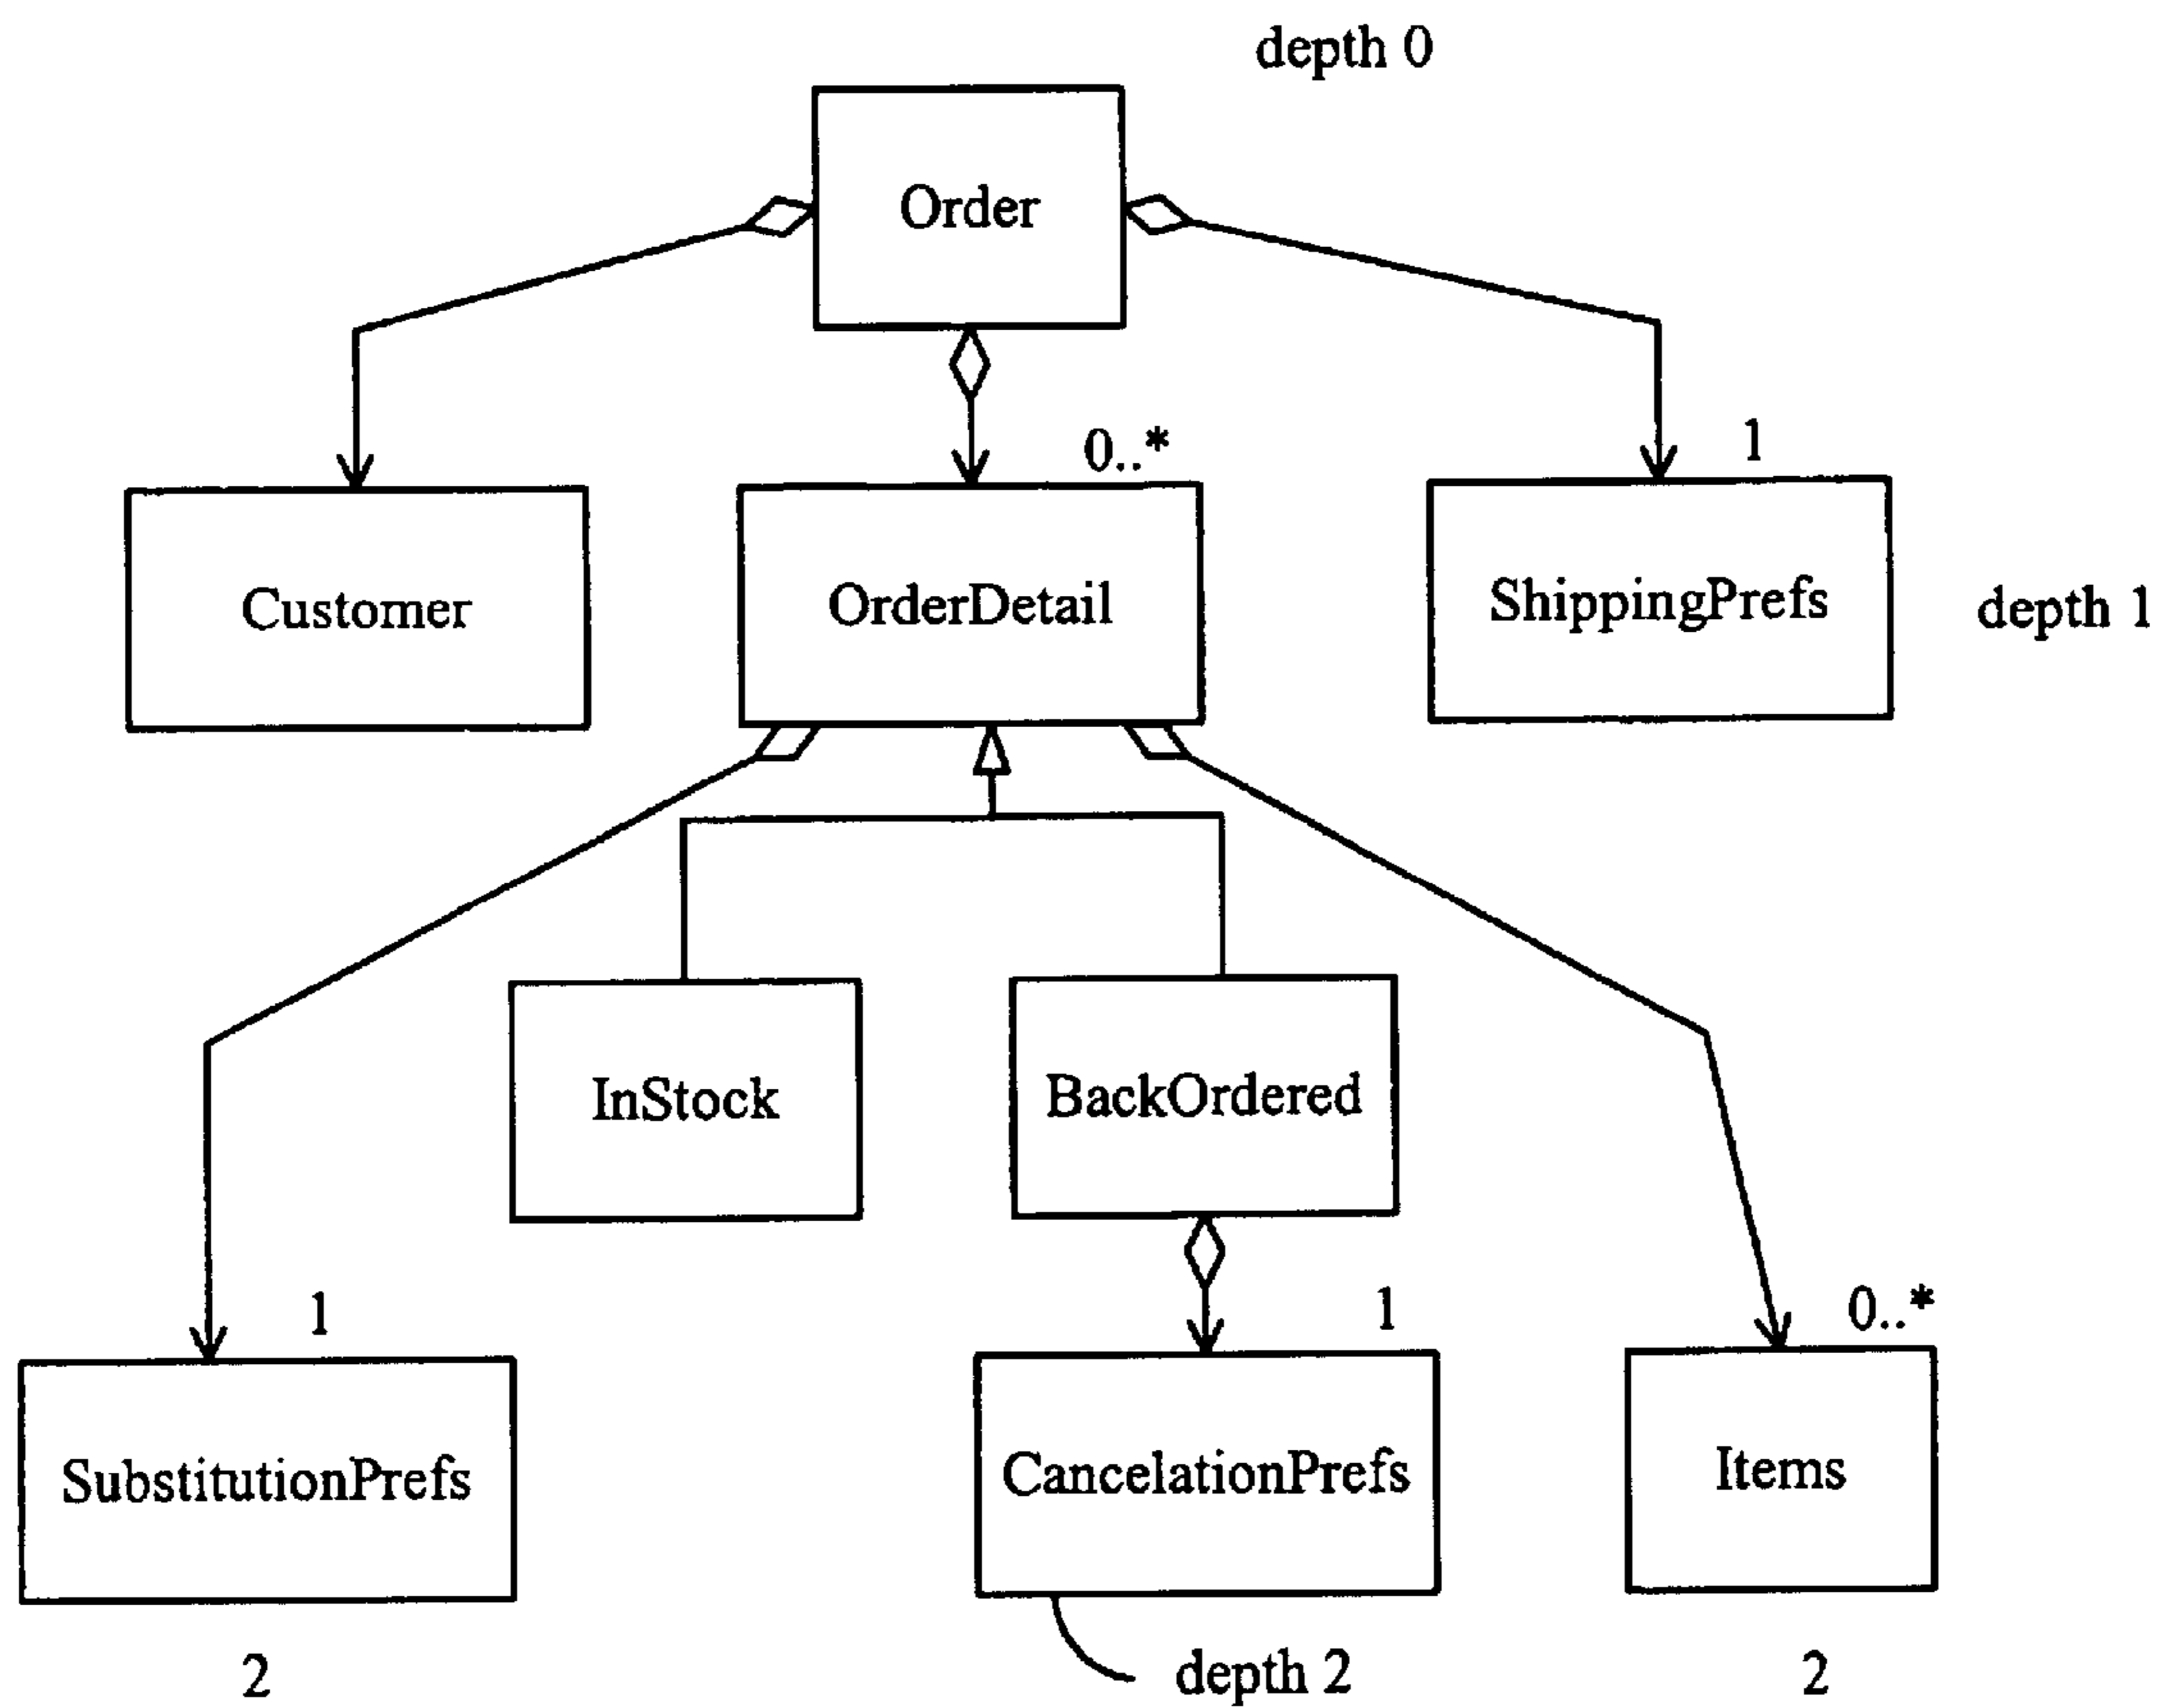 depth 0
Order
0..*
1
Customer
OrderDetail
ShippingPrefs
depth 1
InStock
BackOrdered
1
1
0..*
SubstitutionPrefs
CancelationPrefs
Items
2
depth 2
2